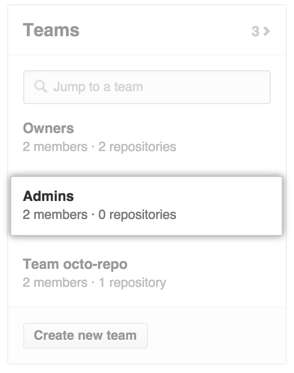 Teams
3 >
Jump to a team
Owners
2 members · 2 repositories
Admins
2 members · 0 repositories
Team octo-repo
2 members · 1 repository
Create new team